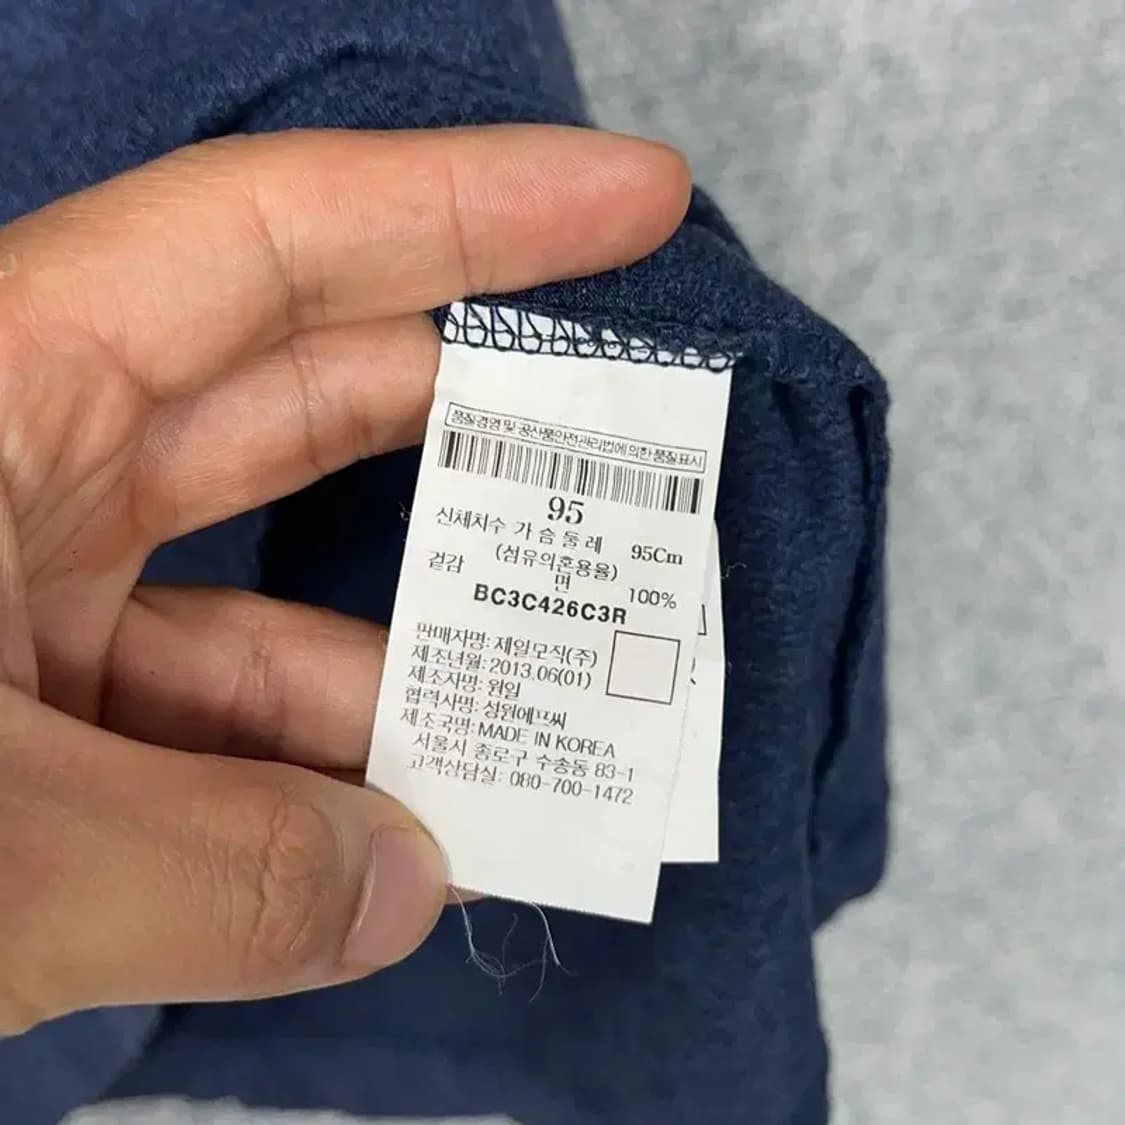 품질경영 및 공산품안전관리법에 의한 품질표시
95
신체치수 가 슴 둘 레 95Cm
(섬유의혼용율)
겉감 면 100%
BC3C426C3R
판매자명: 제일모직(주)
제조년월: 2013.06(01)
제조자명: 원일
협력사명: 성원에프씨
제조국명: MADE IN KOREA
서울시 종로구 수송동 83-1
고객상담실: 080-700-1472